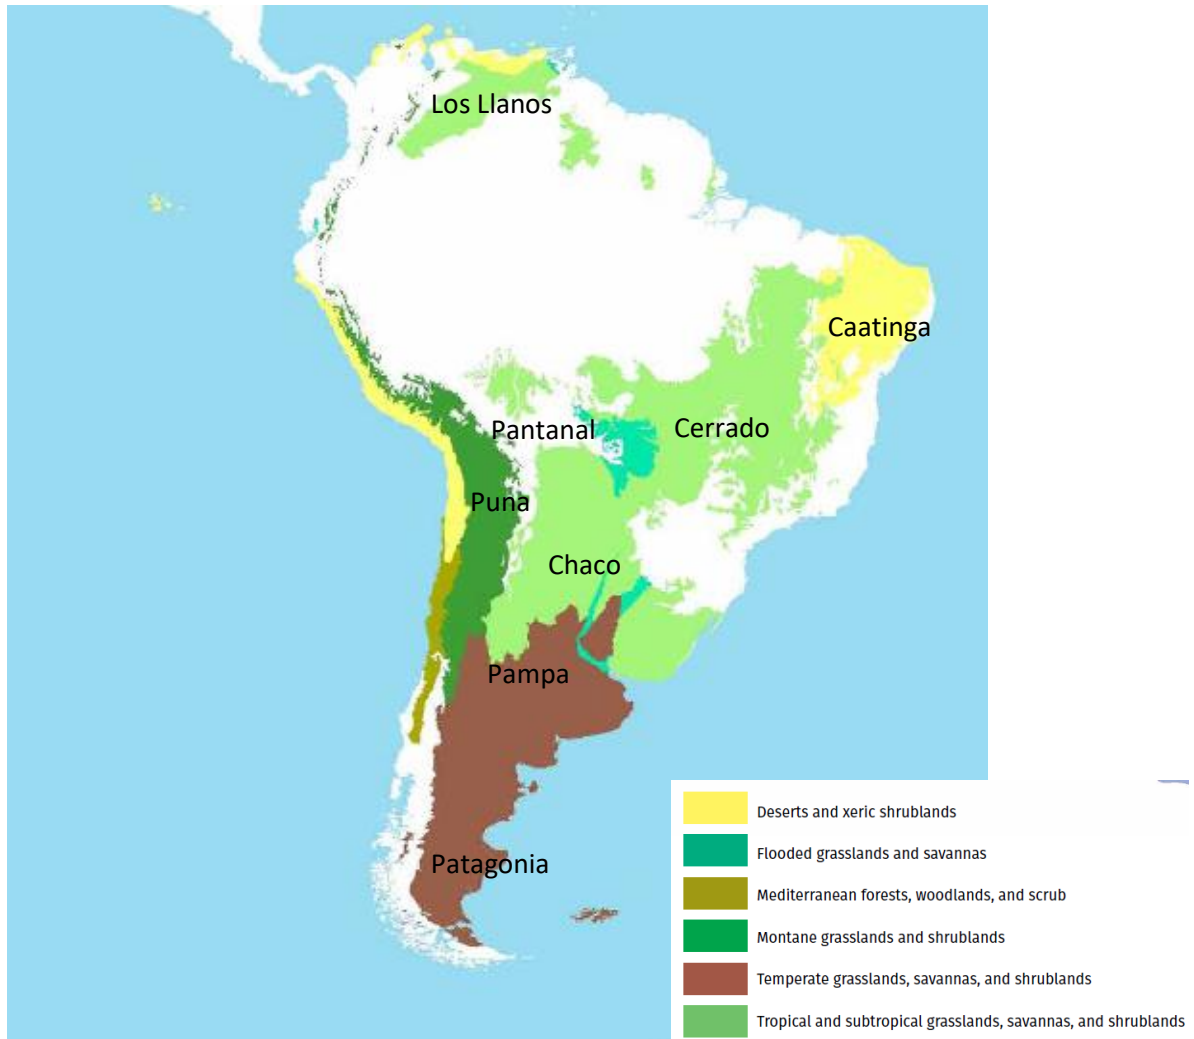 Los Llanos
Caatinga
Pantanal
Cerrado
Puna
Chaco
Pampa
Patagonia
Deserts and xeric shrublands
Flooded grasslands and savannas
Mediterranean forests, woodlands, and scrub
Montane grasslands and shrublands
Temperate grasslands, savannas, and shrublands
Tropical and subtropical grasslands, savannas, and shrublands